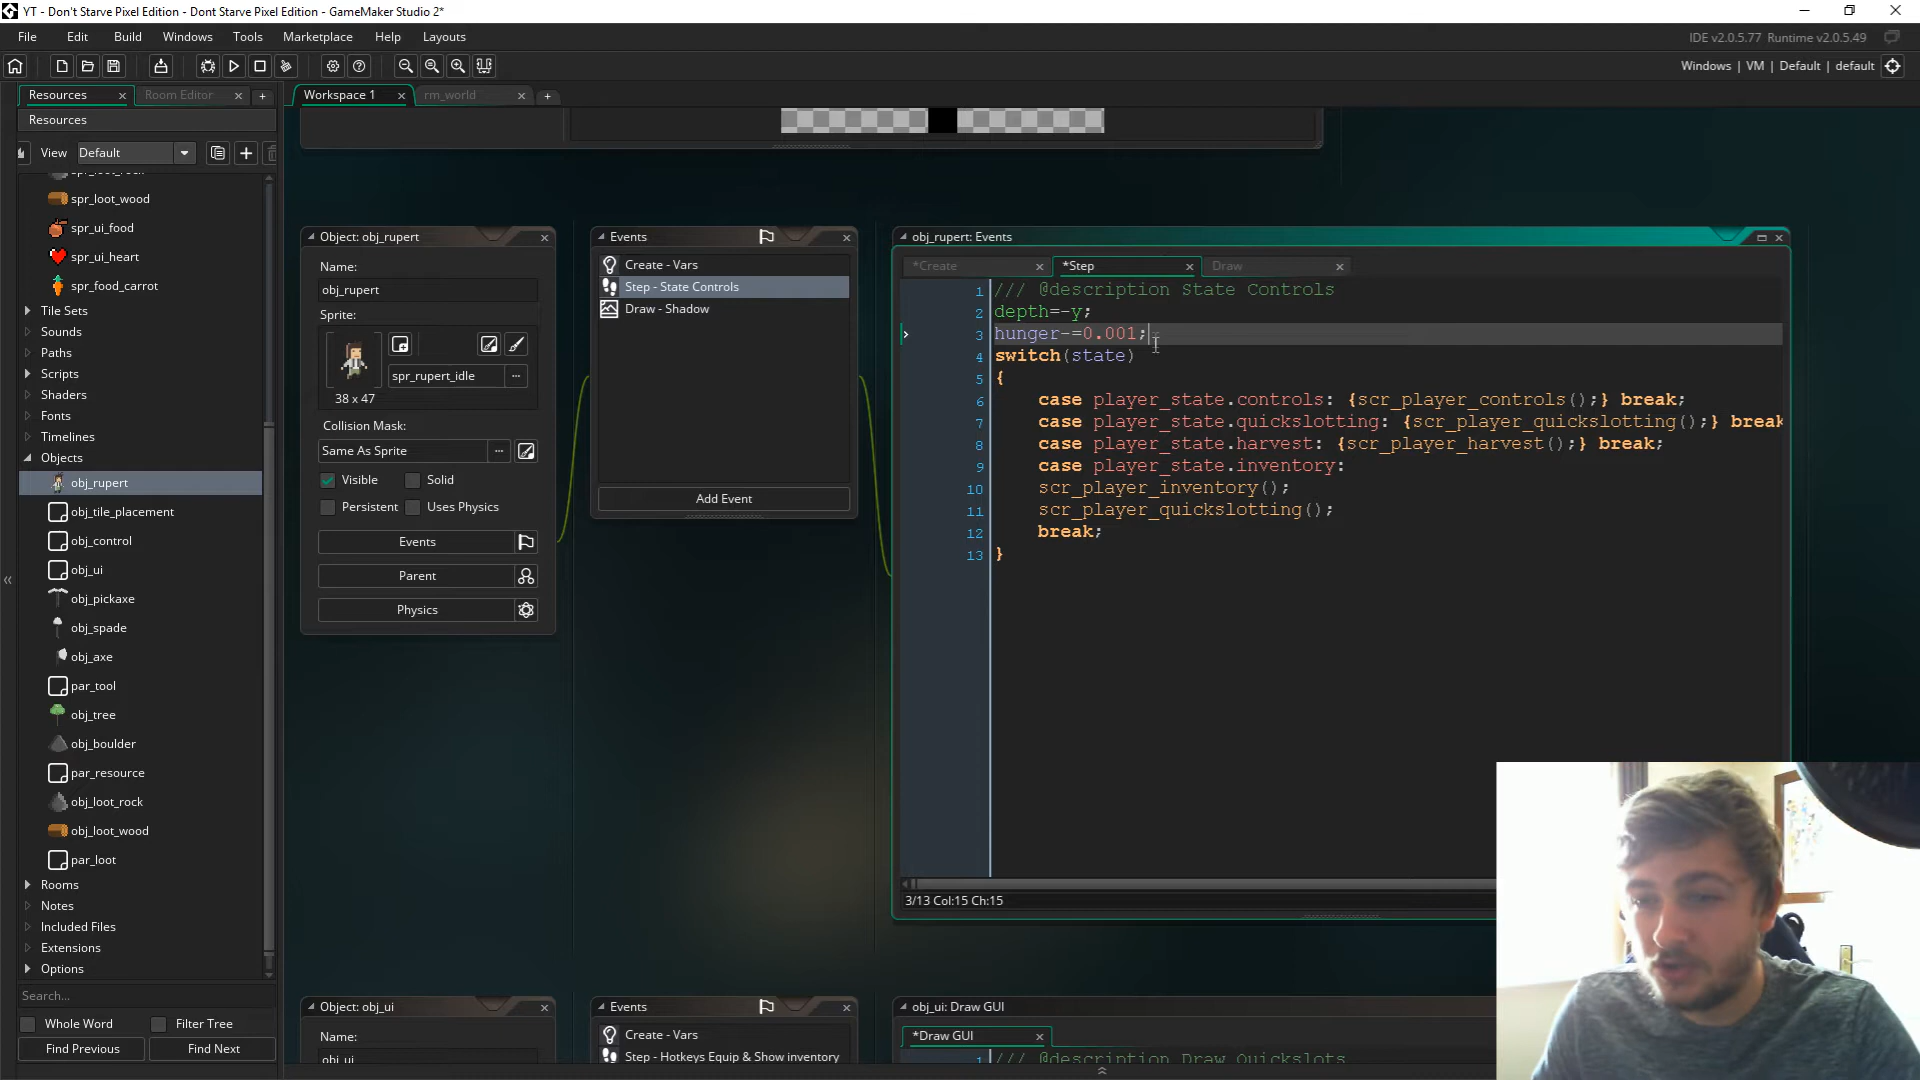 YT - Don't Starve Pixel Edition - Dont Starve Pixel Edition - GameMaker Studio 2*
File Edit Build Windows Tools Marketplace Help Layouts
IDE v2.0.5.77 Runtime v2.0.5.49
Windows | VM | Default | default
Resources Room Editor
Workspace 1 rm_world
Resources
View Default
spr_loot_wood
spr_ui_food
spr_ui_heart
spr_food_carrot
Tile Sets
Sounds
Paths
Scripts
Shaders
Fonts
Timelines
Objects
obj_rupert
obj_tile_placement
obj_control
obj_ui
obj_pickaxe
obj_spade
obj_axe
par_tool
obj_tree
obj_boulder
par_resource
obj_loot_rock
obj_loot_wood
par_loot
Rooms
Notes
Included Files
Extensions
Options
Search...
Whole Word Filter Tree
Find Previous Find Next
Object: obj_rupert
Name:
obj_rupert
Sprite:
spr_rupert_idle
38 x 47
Collision Mask:
Same As Sprite
Visible Solid
Persistent Uses Physics
Events
Parent
Physics
Events
Create - Vars
Step - State Controls
Draw - Shadow
Add Event
obj_rupert: Events
*Create *Step Draw
1 /// @description State Controls
2 depth=-y;
3 hunger-=0.001;
4 switch(state)
5 {
6 case player_state.controls: {scr_player_controls();} break;
7 case player_state.quickslotting: {scr_player_quickslotting();} break
8 case player_state.harvest: {scr_player_harvest();} break;
9 case player_state.inventory:
10 scr_player_inventory();
11 scr_player_quickslotting();
12 break;
13 }
3/13 Col:15 Ch:15
Object: obj_ui
Name:
obj_ui
Events
Create - Vars
Step - Hotkeys Equip & Show inventory
obj_ui: Draw GUI
*Draw GUI
1 /// @description Draw Quickslots